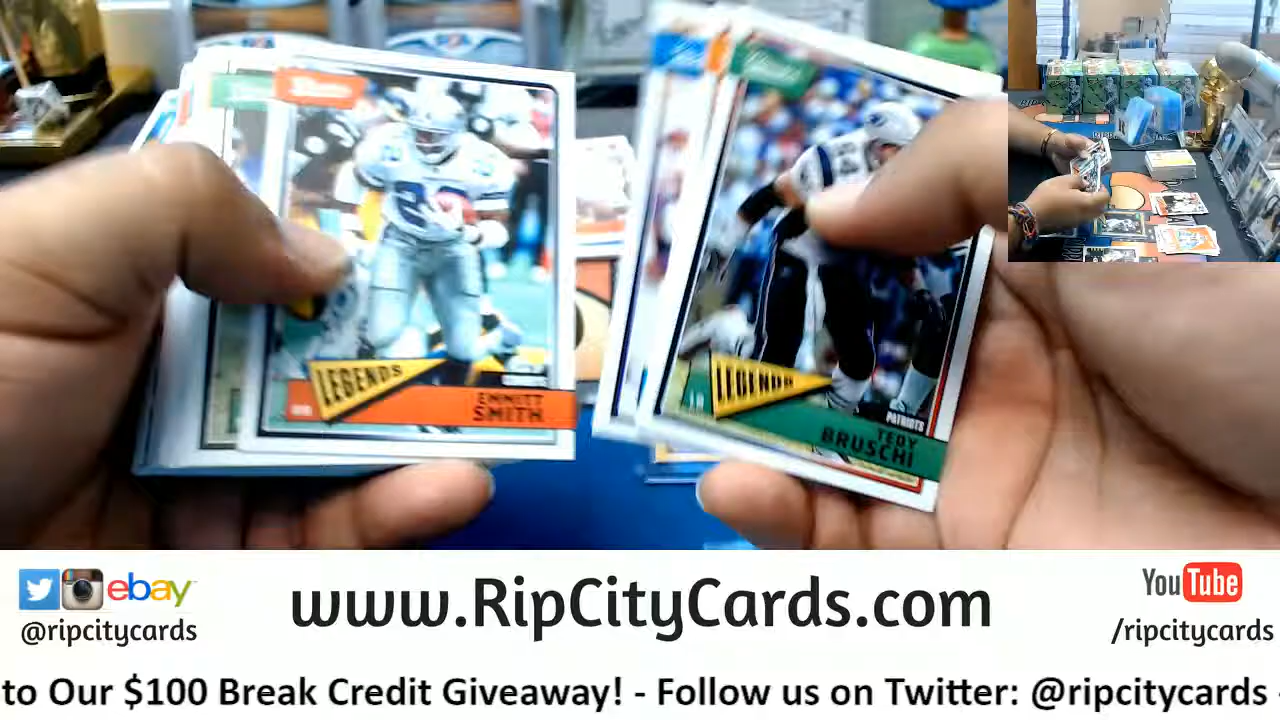 LEGENDS
EMMITT
SMITH
LEGENDS
PATRIOTS
TEDY
BRUSCHI
ebay
@ripcitycards
www.RipCityCards.com
YouTube
/ripcitycards
to Our $100 Break Credit Giveaway! - Follow us on Twitter: @ripcitycards -